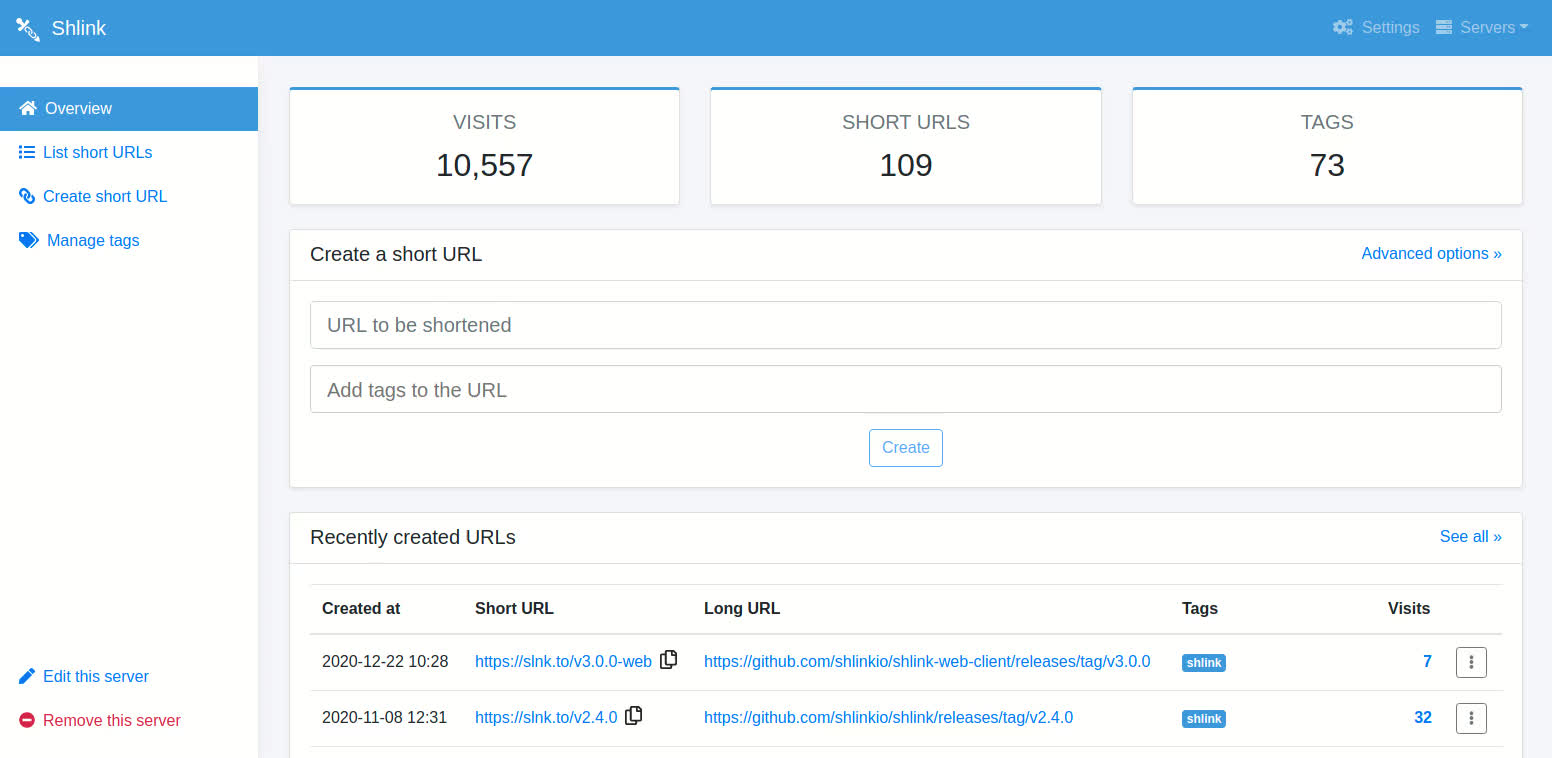 Shlink
Settings Servers
Overview
List short URLs
Create short URL
Manage tags
Edit this server
Remove this server
VISITS
10,557
SHORT URLS
109
TAGS
73
Create a short URL
Advanced options »
URL to be shortened
Add tags to the URL
Create
Recently created URLs
See all »
Created at Short URL Long URL Tags Visits
2020-12-22 10:28 https://slnk.to/v3.0.0-web https://github.com/shlinkio/shlink-web-client/releases/tag/v3.0.0 shlink 7
2020-11-08 12:31 https://slnk.to/v2.4.0 https://github.com/shlinkio/shlink/releases/tag/v2.4.0 shlink 32